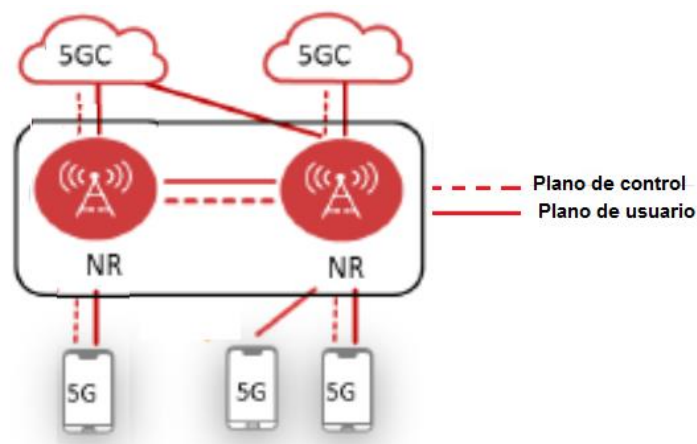 5GC
5GC
Plano de control
Plano de usuario
NR
NR
5G
5G
5G